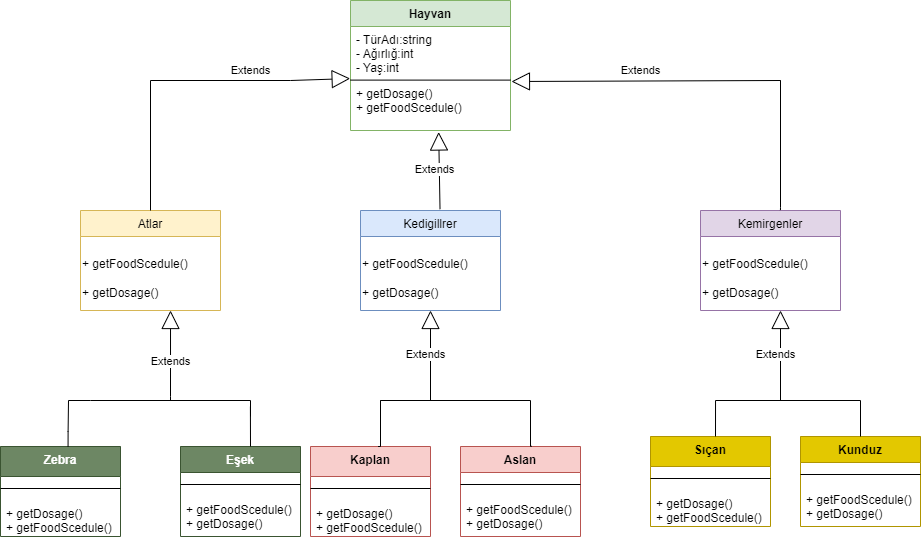 Hayvan
- TürAdı:string
- Ağırlığ:int
- Yaş:int
+ getDosage()
+ getFoodScedule()
Extends
Extends
Extends
Atlar
+ getFoodScedule()
+ getDosage()
Kedigillrer
+ getFoodScedule()
+ getDosage()
Kemirgenler
+ getFoodScedule()
+ getDosage()
Extends
Extends
Extends
Zebra
+ getDosage()
+ getFoodScedule()
Eşek
+ getFoodScedule()
+ getDosage()
Kaplan
+ getDosage()
+ getFoodScedule()
Aslan
+ getFoodScedule()
+ getDosage()
Sıçan
+ getDosage()
+ getFoodScedule()
Kunduz
+ getFoodScedule()
+ getDosage()